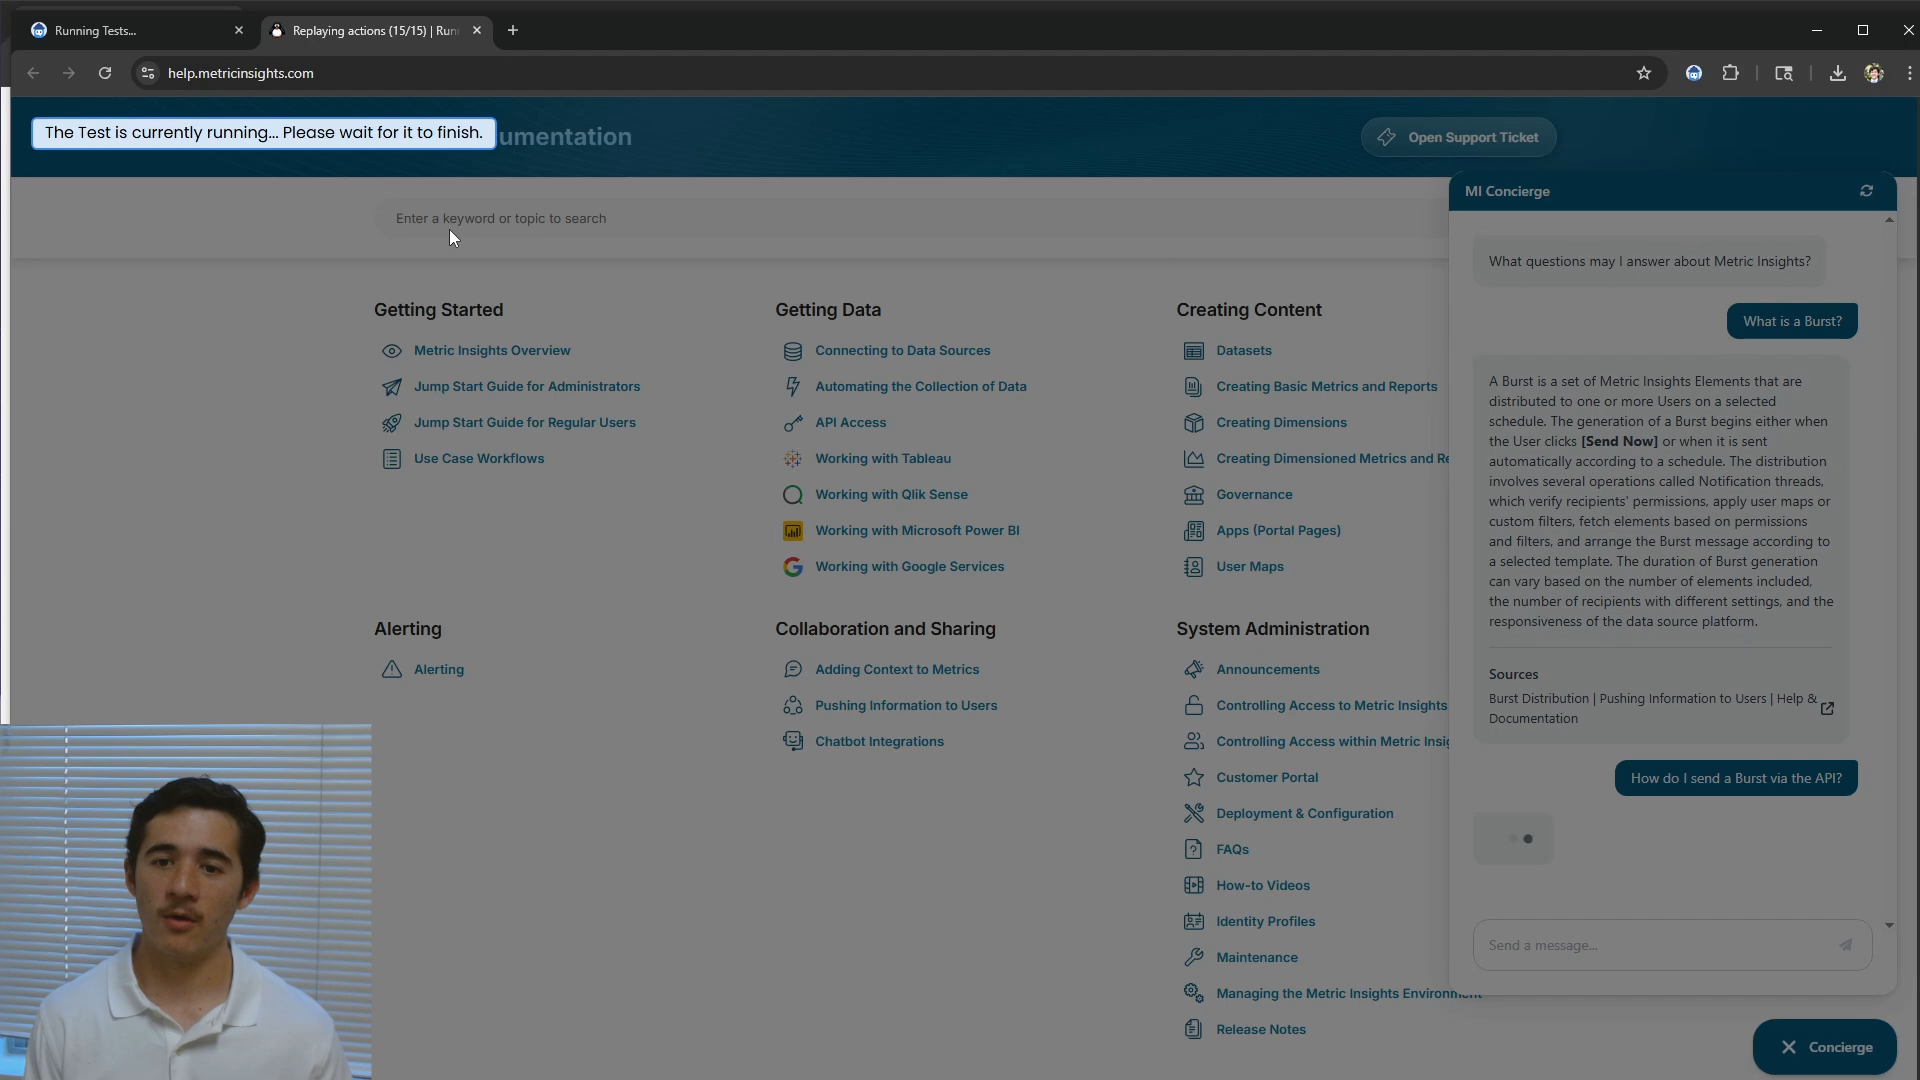 Running Tests...
Replaying actions (15/15) | Run
help.metricinsights.com
The Test is currently running... Please wait for it to finish.
umentation
Open Support Ticket
Enter a keyword or topic to search
Getting Started
Metric Insights Overview
Jump Start Guide for Administrators
Jump Start Guide for Regular Users
Use Case Workflows
Getting Data
Connecting to Data Sources
Automating the Collection of Data
API Access
Working with Tableau
Working with Qlik Sense
Working with Microsoft Power BI
Working with Google Services
Creating Content
Datasets
Creating Basic Metrics and Reports
Creating Dimensions
Creating Dimensioned Metrics and Re
Governance
Apps (Portal Pages)
User Maps
Alerting
Alerting
Collaboration and Sharing
Adding Context to Metrics
Pushing Information to Users
Chatbot Integrations
System Administration
Announcements
Controlling Access to Metric Insights
Controlling Access within Metric Insig
Customer Portal
Deployment & Configuration
FAQs
How-to Videos
Identity Profiles
Maintenance
Managing the Metric Insights Environment
Release Notes
MI Concierge
What questions may I answer about Metric Insights?
What is a Burst?
A Burst is a set of Metric Insights Elements that are
distributed to one or more Users on a selected
schedule. The generation of a Burst begins either when
the User clicks [Send Now] or when it is sent
automatically according to a schedule. The distribution
involves several operations called Notification threads,
which verify recipients' permissions, apply user maps or
custom filters, fetch elements based on permissions
and filters, and arrange the Burst message according to
a selected template. The duration of Burst generation
can vary based on the number of elements included,
the number of recipients with different settings, and the
responsiveness of the data source platform.
Sources
Burst Distribution | Pushing Information to Users | Help &
Documentation
How do I send a Burst via the API?
Send a message...
Concierge